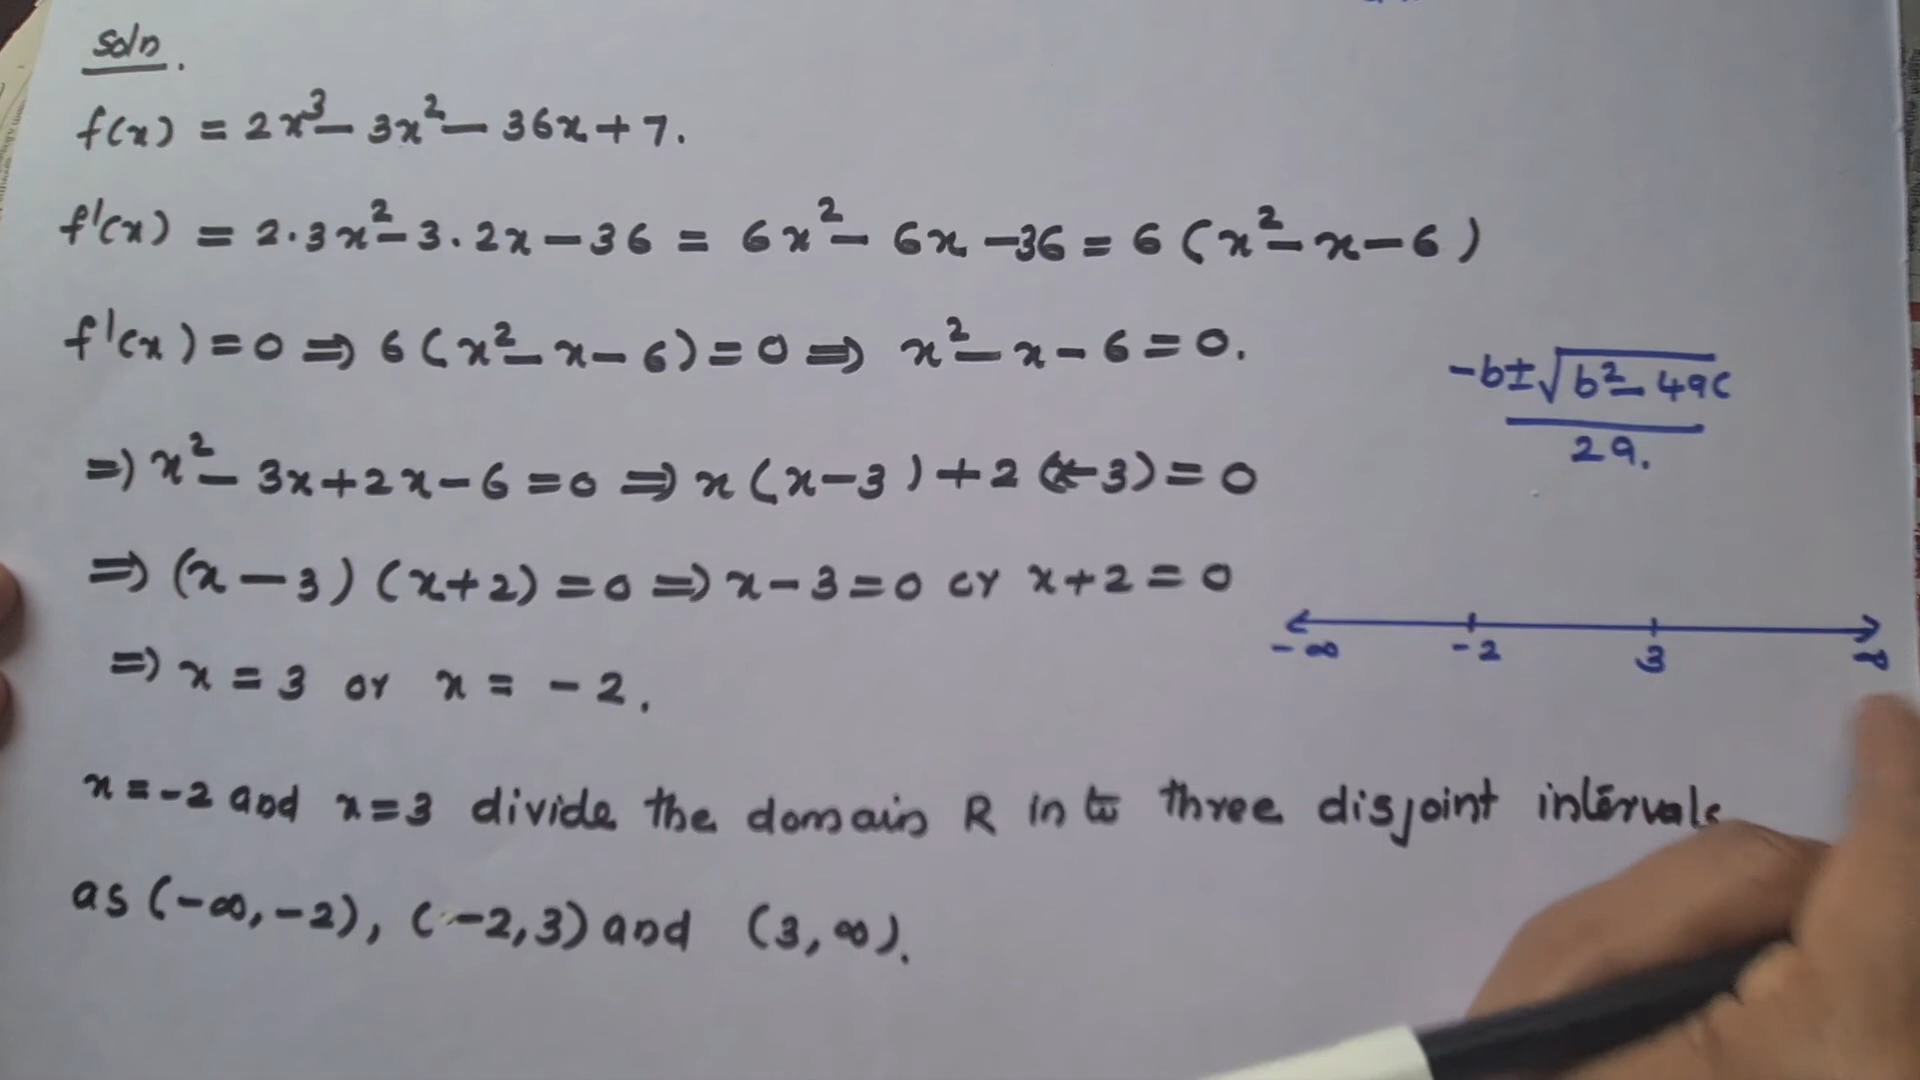 Soln.
f(x) = 2x³ - 3x² - 36x + 7.
f'(x) = 2·3x² - 3·2x - 36 = 6x² - 6x - 36 = 6(x² - x - 6)
f'(x) = 0 ⇒ 6(x² - x - 6) = 0 ⇒ x² - x - 6 = 0.
-b±√(b² - 4ac)
2a.
⇒ x² - 3x + 2x - 6 = 0 ⇒ x(x - 3) + 2(x - 3) = 0
⇒ (x - 3)(x + 2) = 0 ⇒ x - 3 = 0 or x + 2 = 0
-∞ -2 3 ∞
⇒ x = 3 or x = -2.
x = -2 and x = 3 divide the domain R in to three disjoint intervals
as (-∞, -2), (-2, 3) and (3, ∞).